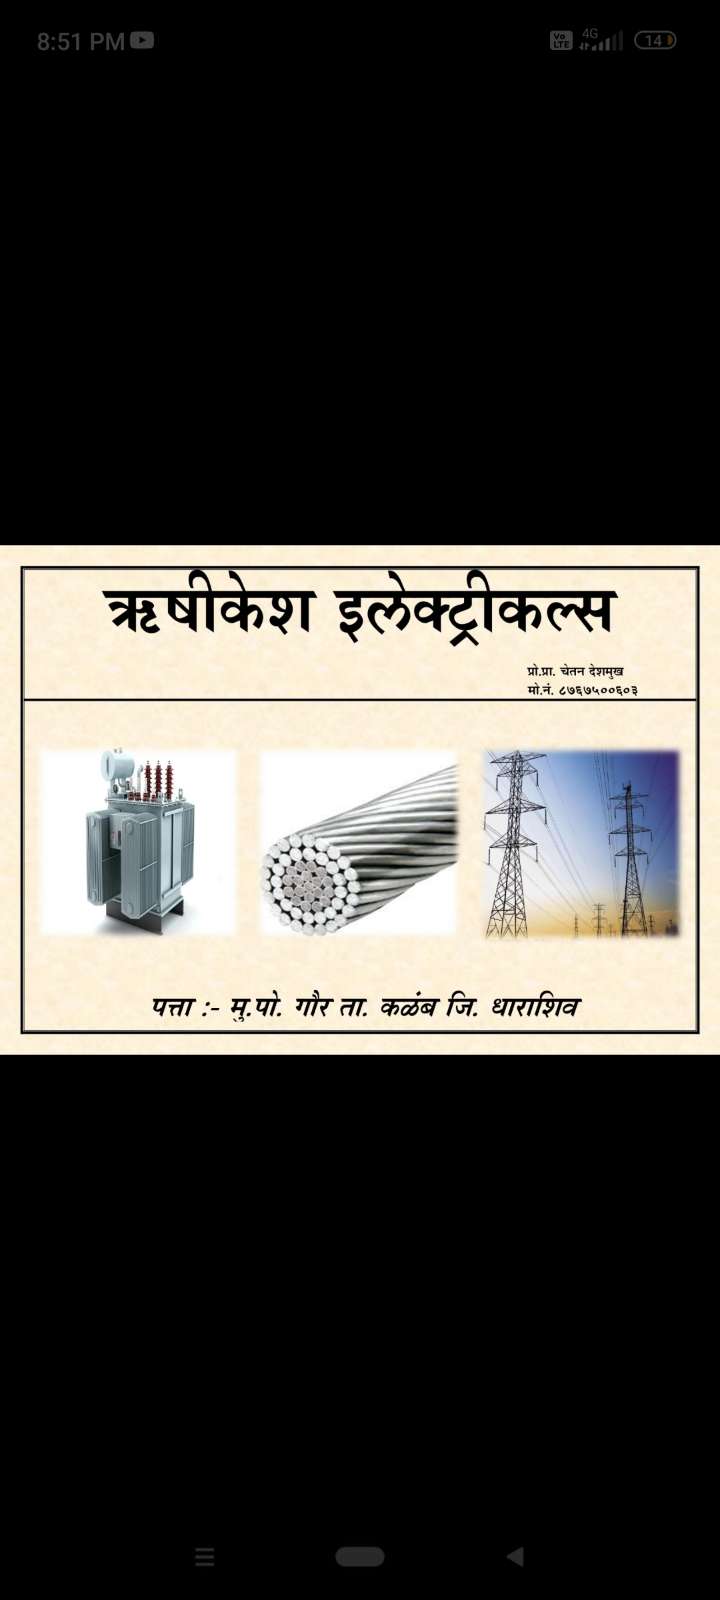 8:51 PM
Vo LTE 4G 14
ऋषीकेश इलेक्ट्रीकल्स
प्रो.प्रा. चेतन देशमुख
मो.नं. ८७६७५००६०३
पत्ता :- मु.पो. गौर ता. कळंब जि. धाराशिव